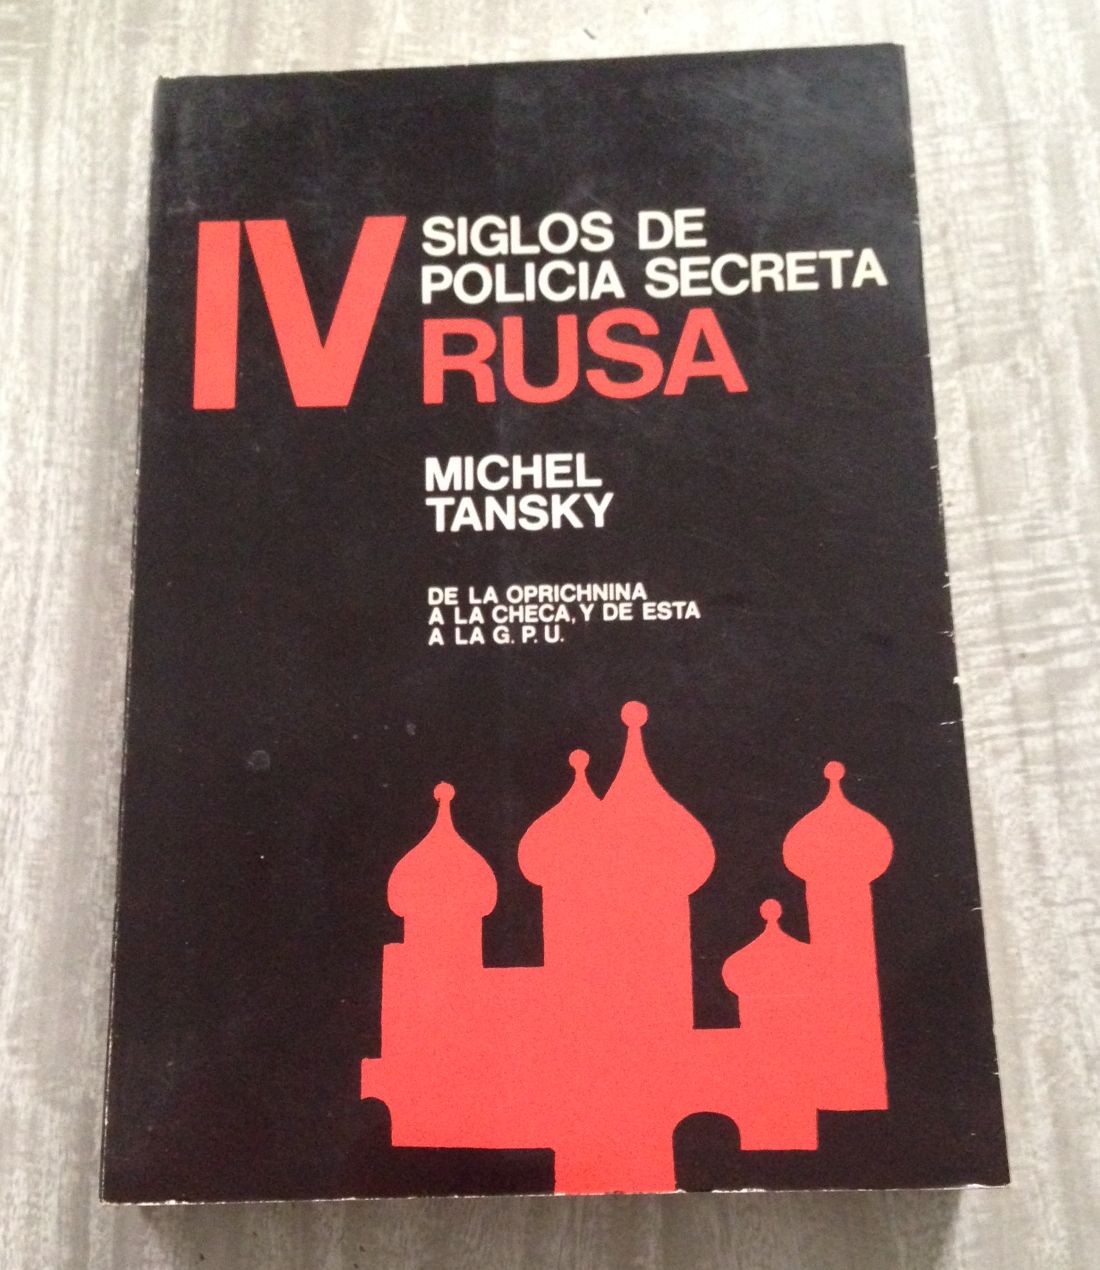 IV SIGLOS DE
POLICIA SECRETA
RUSA
MICHEL
TANSKY
DE LA OPRICHNINA
A LA CHECA, Y DE ESTA
A LA G. P. U.